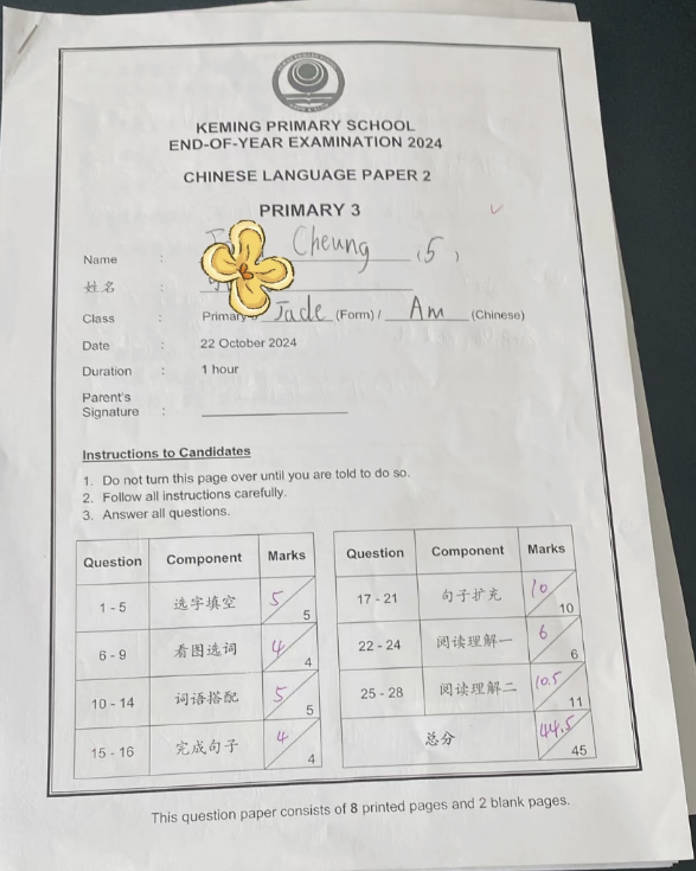 KEMING PRIMARY SCHOOL
END-OF-YEAR EXAMINATION 2024
CHINESE LANGUAGE PAPER 2
PRIMARY 3
Name : Cheung (5)
姓名 :
Class : Primary Jade (Form) / Am (Chinese)
Date : 22 October 2024
Duration : 1 hour
Parent's
Signature :
Instructions to Candidates
1. Do not turn this page over until you are told to do so.
2. Follow all instructions carefully.
3. Answer all questions.
Question Component Marks
1 - 5 选字填空 5 5
6 - 9 看图选词 4 4
10 - 14 词语搭配 5 5
15 - 16 完成句子 4 4
Question Component Marks
17 - 21 句子扩充 10 10
22 - 24 阅读理解一 6 6
25 - 28 阅读理解二 10.5 11
总分 44.5 45
This question paper consists of 8 printed pages and 2 blank pages.